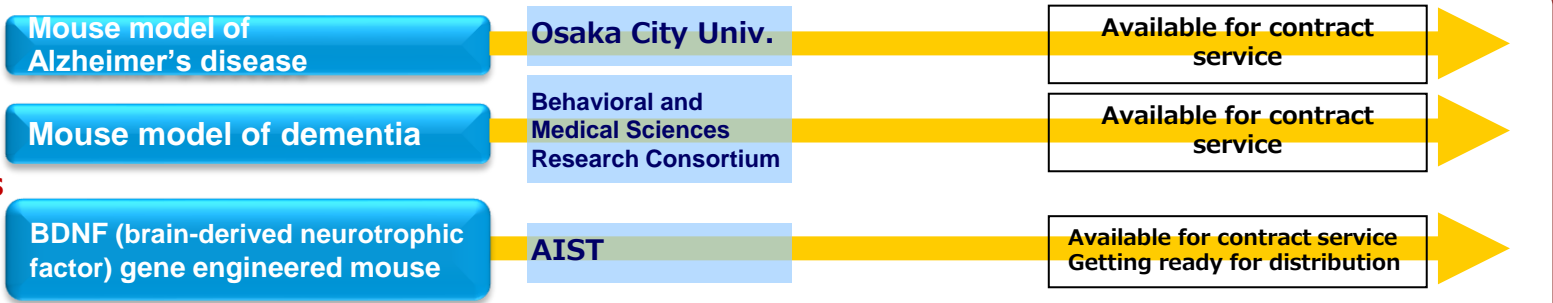 Mouse model of
Alzheimer’s disease
Osaka City Univ.
Available for contract
service
Mouse model of dementia
Behavioral and
Medical Sciences
Research Consortium
Available for contract
service
s
BDNF (brain-derived neurotrophic
factor) gene engineered mouse
AIST
Available for contract service
Getting ready for distribution